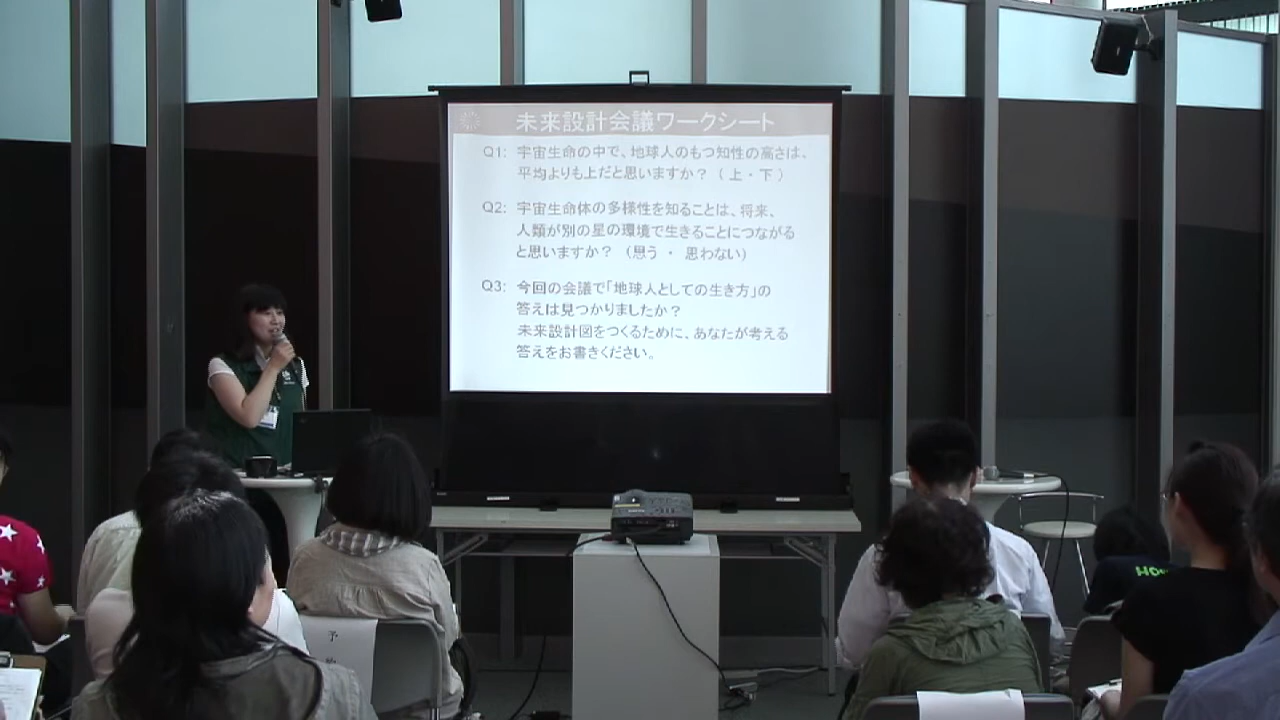 未来設計会議ワークシート
Q1: 宇宙生命の中で、地球人のもつ知性の高さは、
平均よりも上だと思いますか？（ 上 ・ 下 ）
Q2: 宇宙生命体の多様性を知ることは、将来、
人類が別の星の環境で生きることにつながる
と思いますか？ （思う ・ 思わない）
Q3: 今回の会議で「地球人としての生き方」の
答えは見つかりましたか？
未来設計図をつくるために、あなたが考える
答えをお書きください。
予